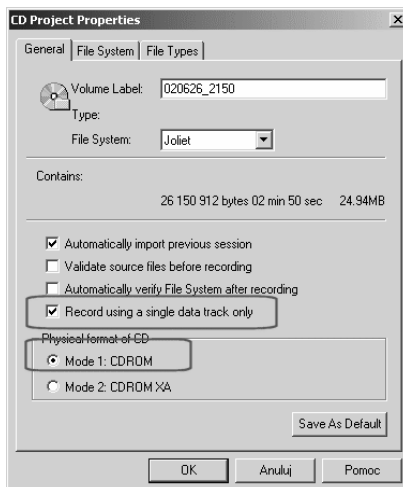 CD Project Properties
General File System File Types
Volume Label: 020626_2150
Type:
File System: Joliet
Contains:
26 150 912 bytes 02 min 50 sec 24.94MB
Automatically import previous session
Validate source files before recording
Automatically verify File System after recording
Record using a single data track only
Physical format of CD
Mode 1: CDROM
Mode 2: CDROM XA
Save As Default
OK Anuluj Pomoc